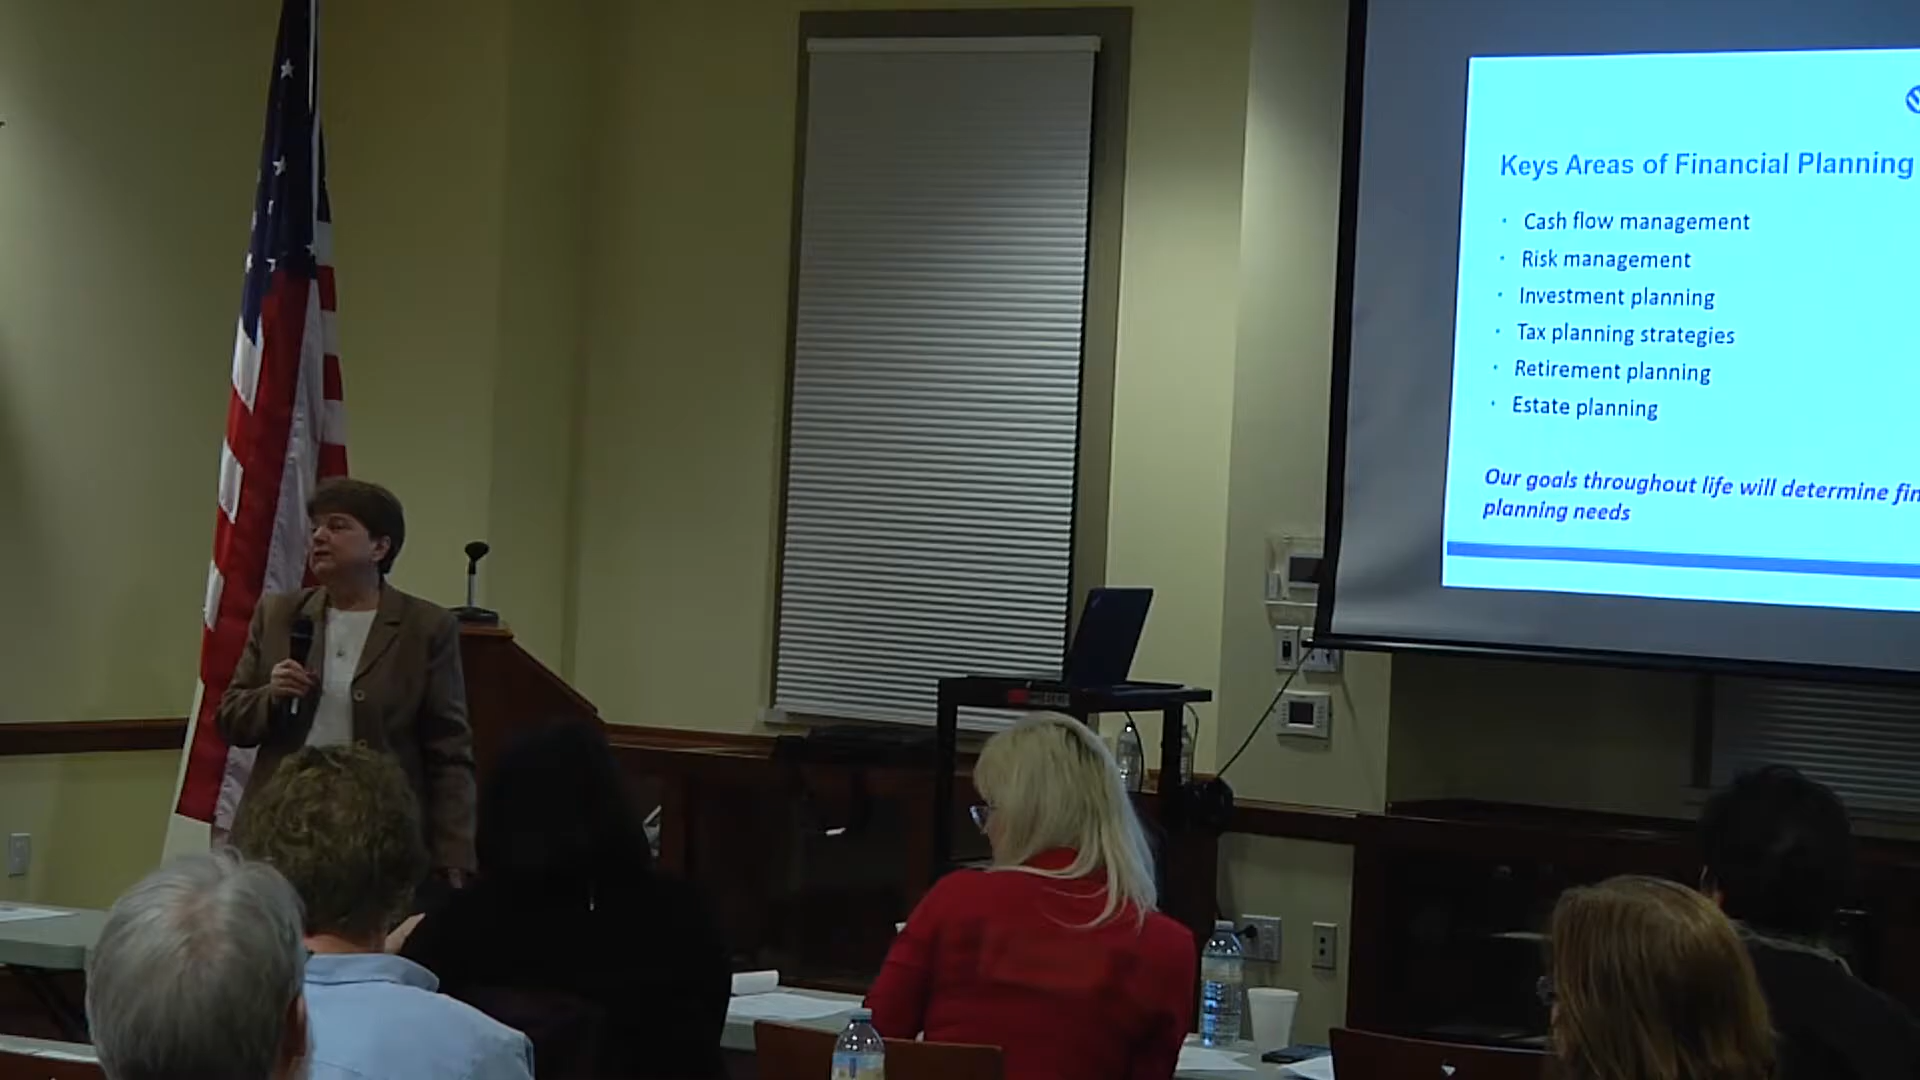 Keys Areas of Financial Planning
• Cash flow management
• Risk management
• Investment planning
• Tax planning strategies
• Retirement planning
• Estate planning
Our goals throughout life will determine fin
planning needs